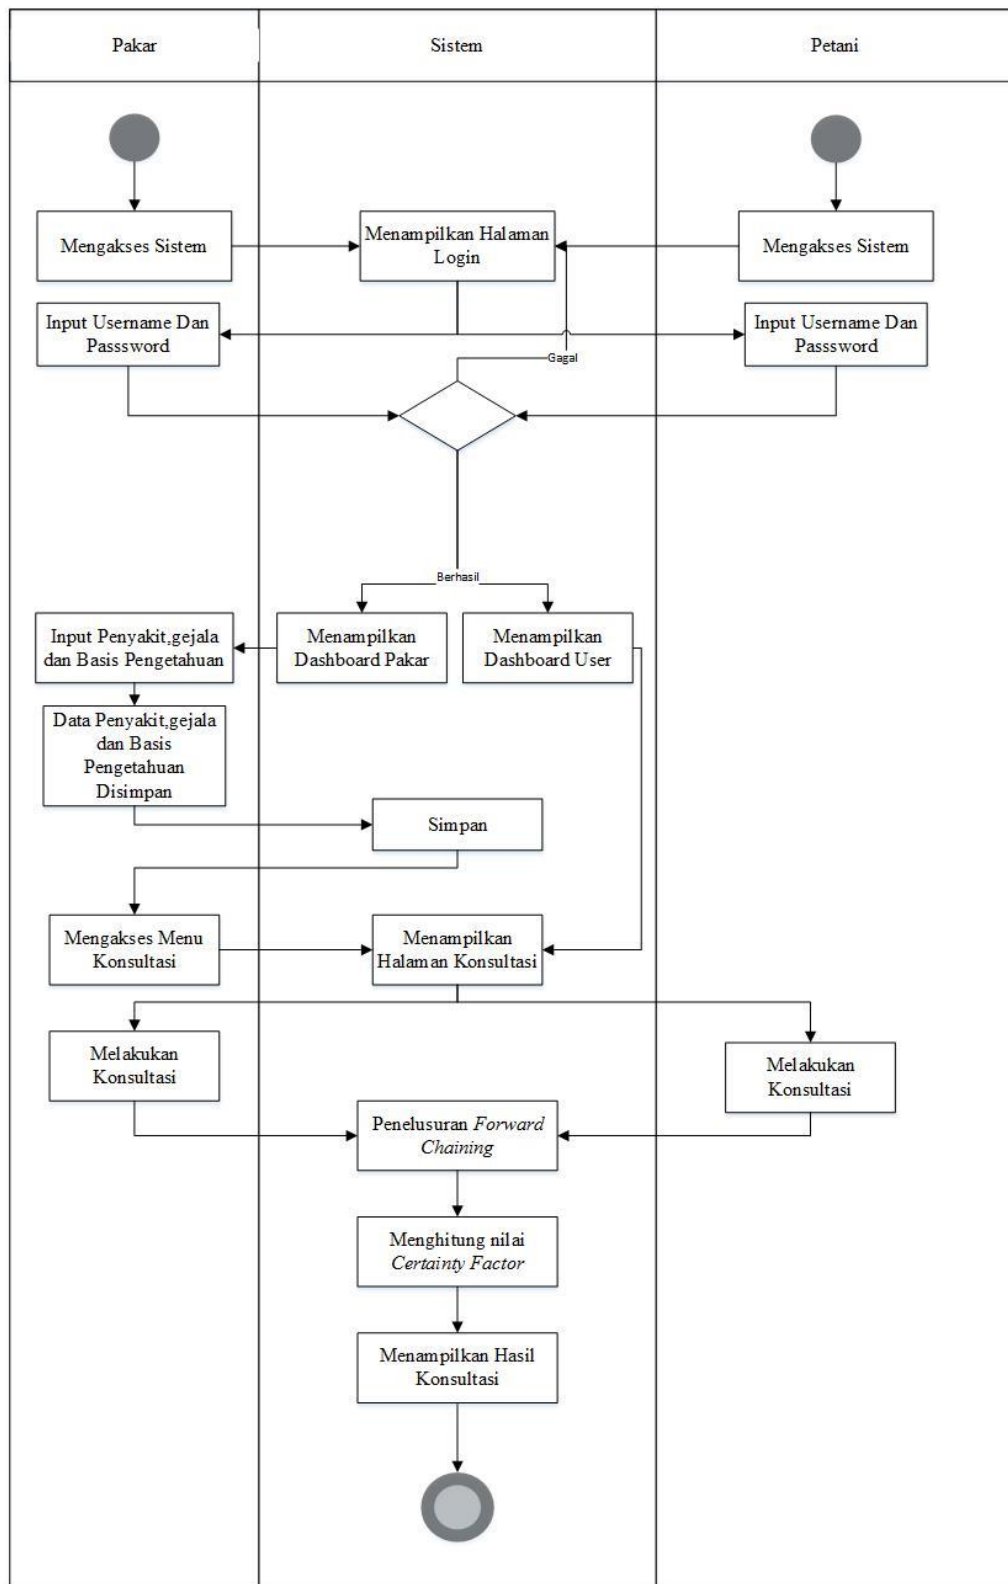 Pakar
Sistem
Petani
Mengakses Sistem
Menampilkan Halaman
Login
Mengakses Sistem
Input Username Dan
Passsword
Input Username Dan
Passsword
Gagal
Berhasil
Input Penyakit,gejala
dan Basis Pengetahuan
Menampilkan
Dashboard Pakar
Menampilkan
Dashboard User
Data Penyakit,gejala
dan Basis
Pengetahuan
Disimpan
Simpan
Mengakses Menu
Konsultasi
Menampilkan
Halaman Konsultasi
Melakukan
Konsultasi
Melakukan
Konsultasi
Penelusuran Forward
Chaining
Menghitung nilai
Certainty Factor
Menampilkan Hasil
Konsultasi